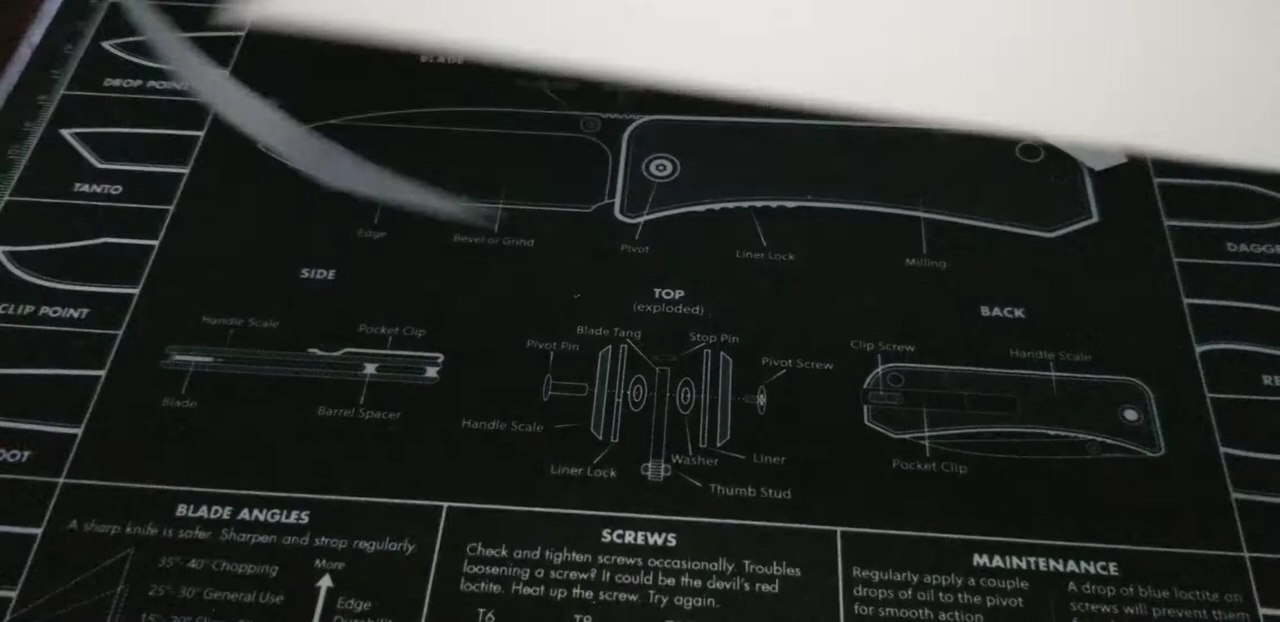 BLADE
DROP POINT
TANTO
CLIP POINT
Edge
Bevel or Grind
Pivot
Liner Lock
Milling
SIDE
Handle Scale
Pocket Clip
Blade
Barrel Spacer
TOP
(exploded)
Blade Tang
Stop Pin
Pivot Pin
Pivot Screw
Handle Scale
Washer
Liner
Liner Lock
Thumb Stud
BACK
Clip Screw
Handle Scale
Pocket Clip
DAGG
RE
OOT
BLADE ANGLES
A sharp knife is safer. Sharpen and strop regularly
35°- 40° Chopping
25°- 30° General Use
More
Edge
SCREWS
Check and tighten screws occasionally. Troubles
loosening a screw? It could be the devil's red
loctite. Heat up the screw. Try again.
T6
MAINTENANCE
Regularly apply a couple
drops of oil to the pivot
for smooth action
A drop of blue loctite on
screws will prevent them